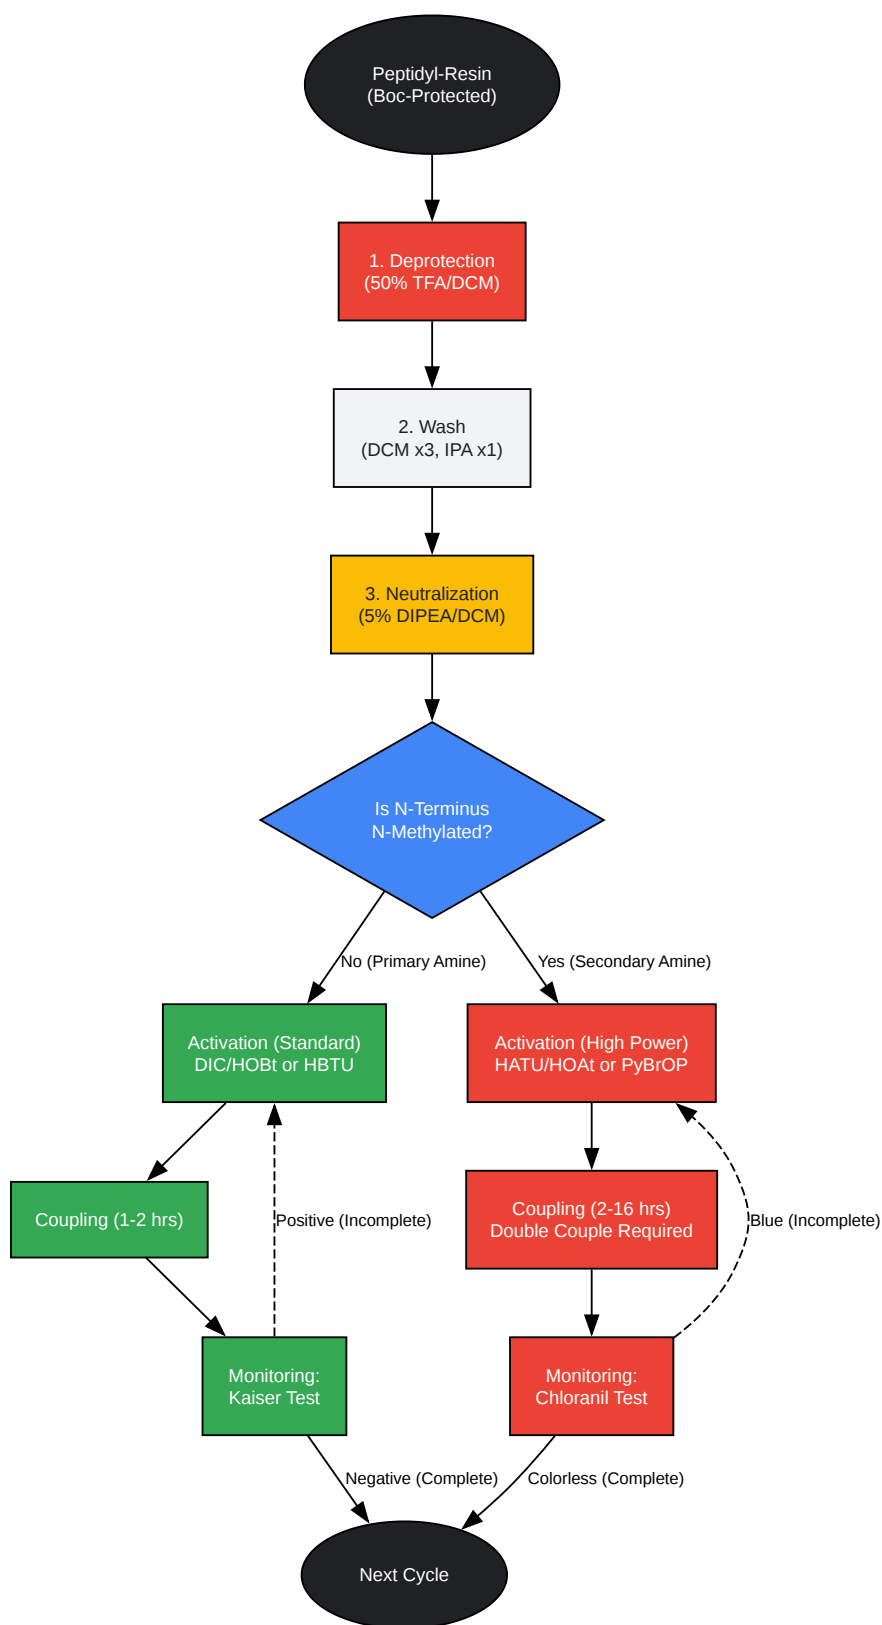 Peptidyl-Resin
(Boc-Protected)
1. Deprotection
(50% TFA/DCM)
2. Wash
(DCM x3, IPA x1)
3. Neutralization
(5% DIPEA/DCM)
Is N-Terminus
N-Methylated?
No (Primary Amine)
Yes (Secondary Amine)
Activation (Standard)
DIC/HOBt or HBTU
Activation (High Power)
HATU/HOAt or PyBrOP
Coupling (1-2 hrs)
Positive (Incomplete)
Coupling (2-16 hrs)
Double Couple Required
Blue (Incomplete)
Monitoring:
Kaiser Test
Monitoring:
Chloranil Test
Negative (Complete)
Colorless (Complete)
Next Cycle